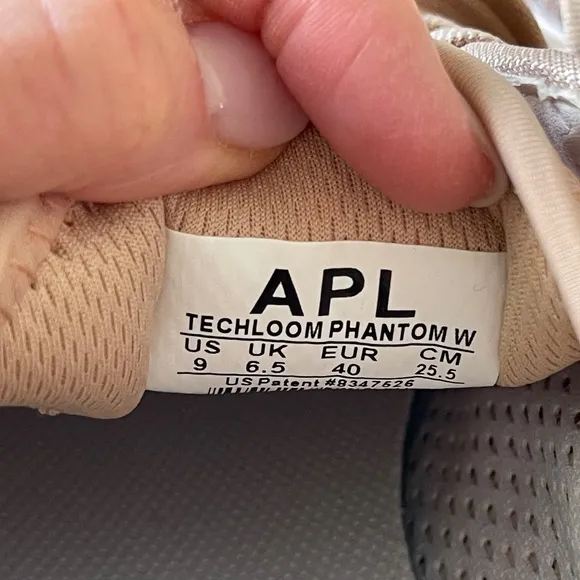 APL
TECHLOOM PHANTOM W
US UK EUR CM
9 6.5 40 25.5
US Patent #8347526